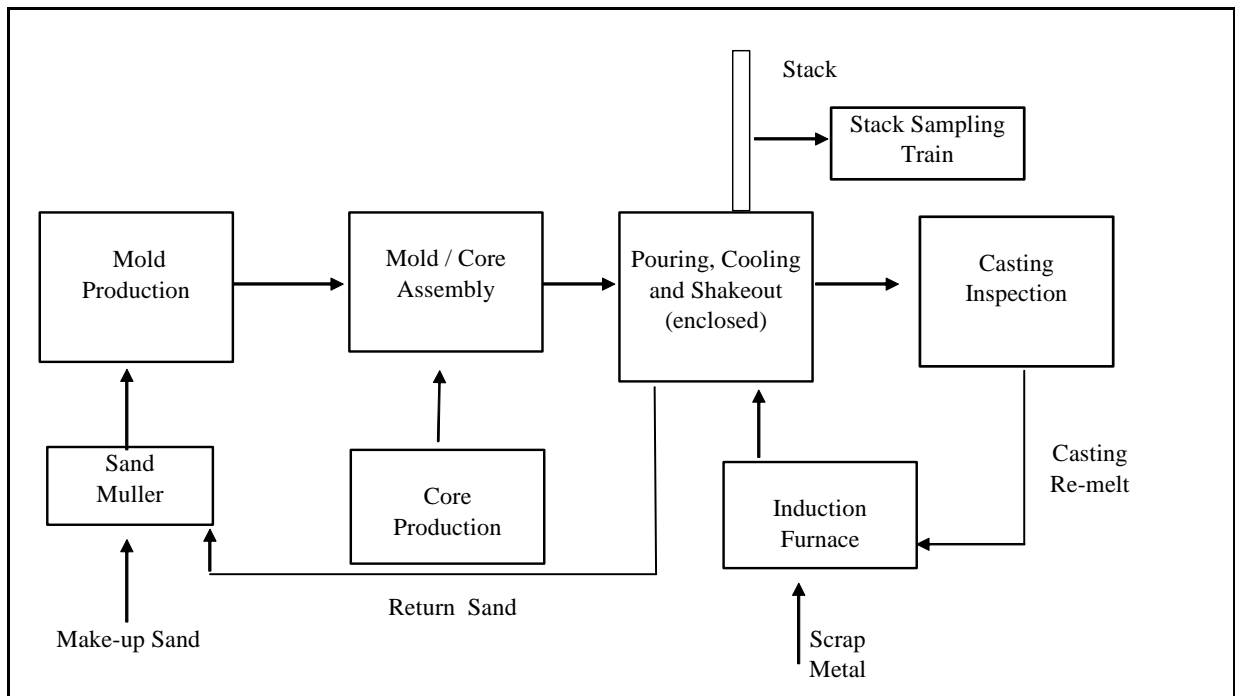 Stack
Stack Sampling
Train
Mold
Production
Mold / Core
Assembly
Pouring, Cooling
and Shakeout
(enclosed)
Casting
Inspection
Sand
Muller
Core
Production
Induction
Furnace
Casting
Re-melt
Return Sand
Make-up Sand
Scrap
Metal